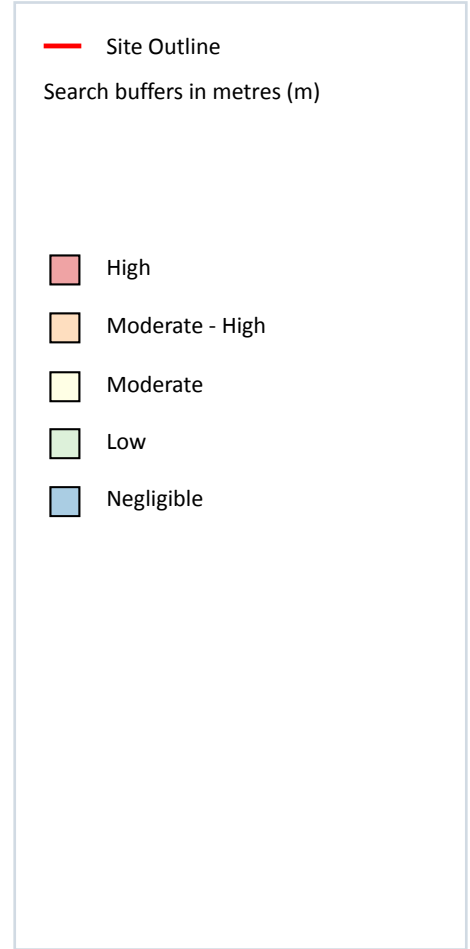 Site Outline
Search buffers in metres (m)
High
Moderate - High
Moderate
Low
Negligible